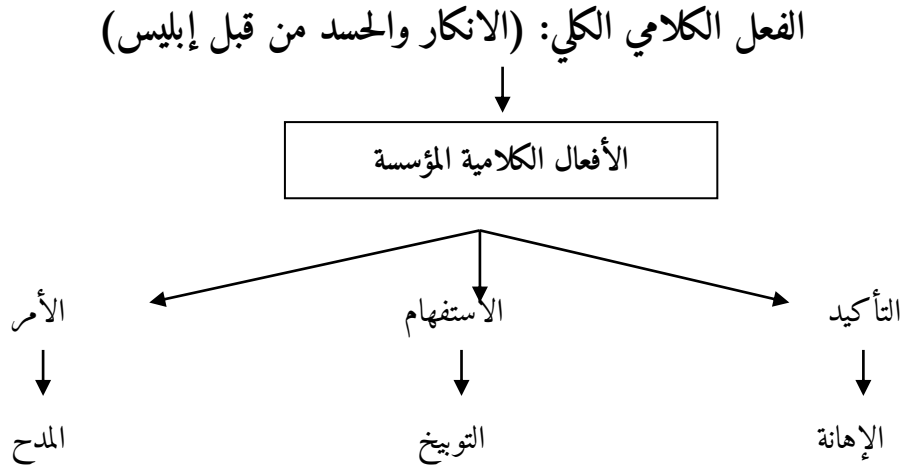 الفعل الكلامي الكلي: (الانكار والحسد من قبل إبليس)
الأفعال الكلامية المؤسسة
التأكيد الاستفهام الأمر
الإهانة التوبيخ المدح